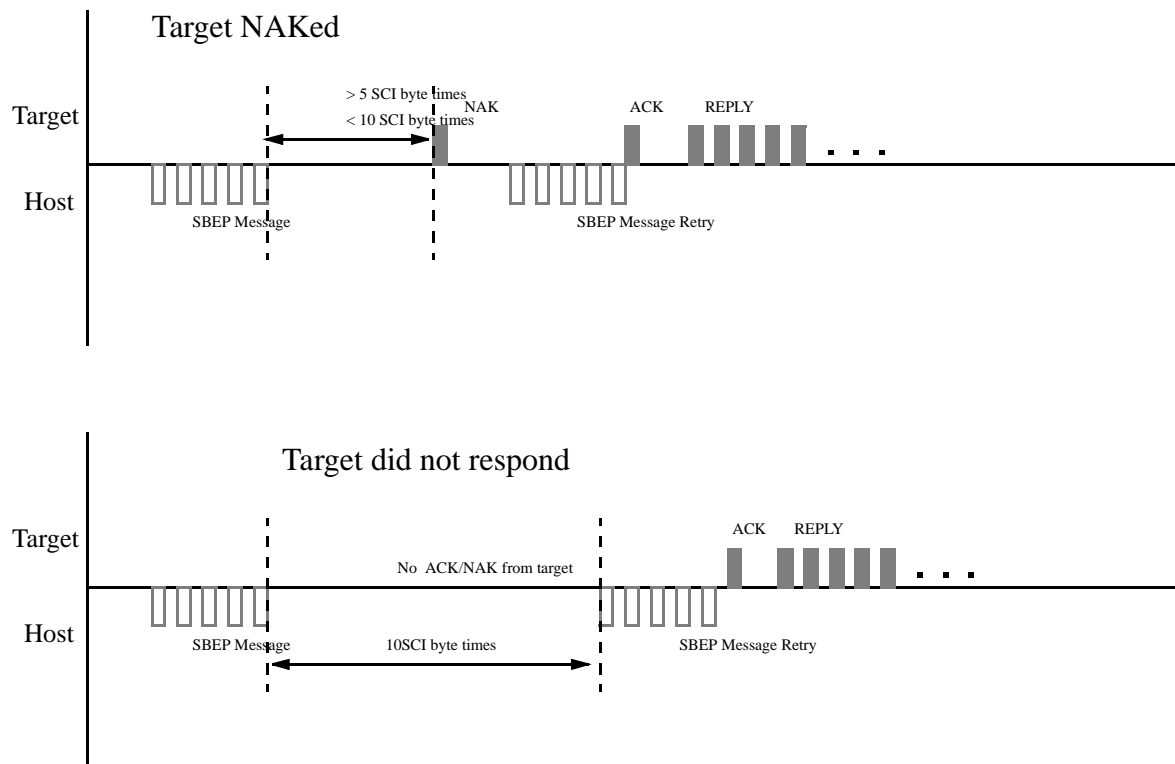 Target NAKed
> 5 SCI byte times
< 10 SCI byte times
NAK
ACK
REPLY
Target
Host
SBEP Message
SBEP Message Retry
Target did not respond
ACK
REPLY
Target
No ACK/NAK from target
Host
SBEP Message
10SCI byte times
SBEP Message Retry